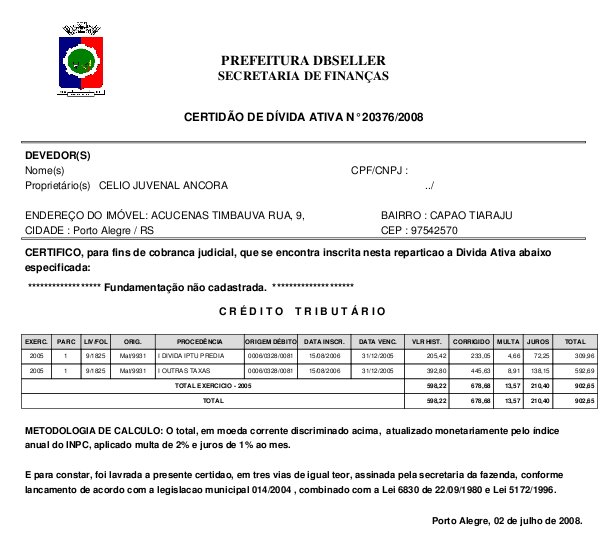 PREFEITURA DBSELLER
SECRETARIA DE FINANÇAS
CERTIDÃO DE DÍVIDA ATIVA N° 20376/2008
DEVEDOR(S)
Nome(s) CPF/CNPJ :
Proprietário(s) CELIO JUVENAL ANCORA ../
ENDEREÇO DO IMÓVEL: ACUCENAS TIMBAUVA RUA, 9, BAIRRO : CAPAO TIARAJU
CIDADE : Porto Alegre / RS CEP : 97542570
CERTIFICO, para fins de cobranca judicial, que se encontra inscrita nesta reparticao a Divida Ativa abaixo
especificada:
****************** Fundamentação não cadastrada. ********************
CRÉDITO TRIBUTÁRIO
EXERC. PARC LIV/FOL ORIG. PROCEDÊNCIA ORIGEM DÉBITO DATA INSCR. DATA VENC. VLR HIST. CORRIGIDO MULTA JUROS TOTAL
2005 1 9/1825 Mat/9931 I DIVIDA IPTU PREDIA 0006/0328/0081 15/08/2006 31/12/2005 205,42 233,05 4,66 72,25 309,96
2005 1 9/1825 Mat/9931 I OUTRAS TAXAS 0006/0328/0081 15/08/2006 31/12/2005 392,80 445,63 8,91 138,15 592,69
TOTAL EXERCICIO - 2005 598,22 678,68 13,57 210,40 902,65
TOTAL 598,22 678,68 13,57 210,40 902,65
METODOLOGIA DE CALCULO: O total, em moeda corrente discriminado acima, atualizado monetariamente pelo índice
anual do INPC, aplicado multa de 2% e juros de 1% ao mes.
E para constar, foi lavrada a presente certidao, em tres vias de igual teor, assinada pela secretaria da fazenda, conforme
lancamento de acordo com a legislacao municipal 014/2004 , combinado com a Lei 6830 de 22/09/1980 e Lei 5172/1996.
Porto Alegre, 02 de julho de 2008.